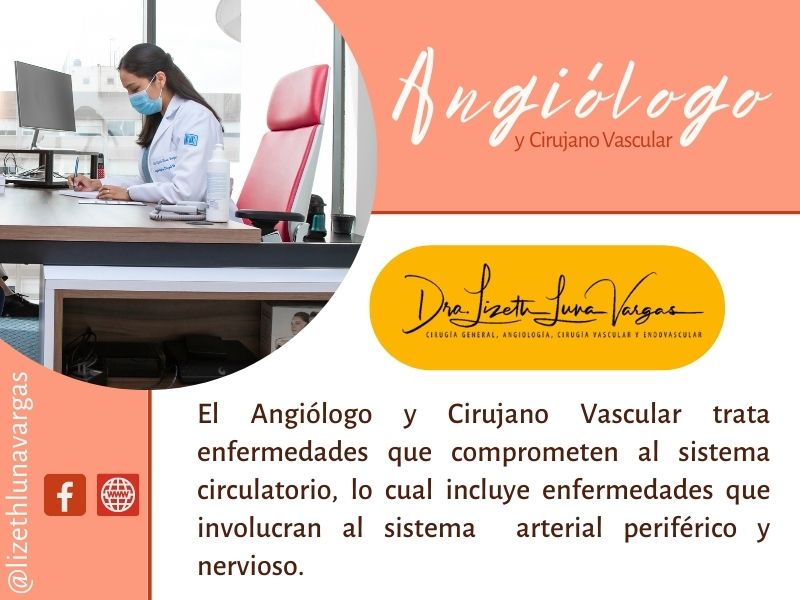 Angiólogo
y Cirujano Vascular
Dra. Lizeth Luna Vargas
CIRUGÍA GENERAL, ANGIOLOGÍA, CIRUGÍA VASCULAR Y ENDOVASCULAR
El Angiólogo y Cirujano Vascular trata
enfermedades que comprometen al sistema
circulatorio, lo cual incluye enfermedades que
involucran al sistema arterial periférico y
nervioso.
@lizethlunavargas
www